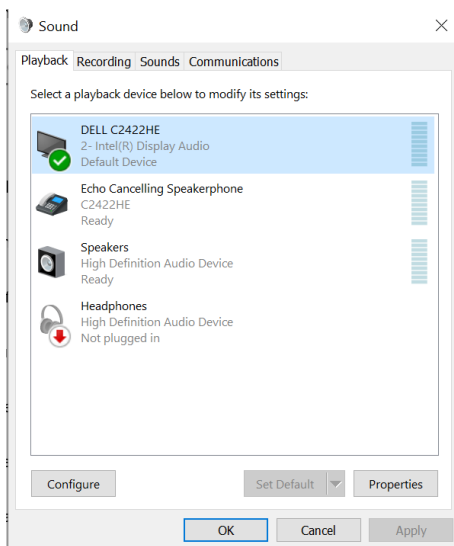 Sound
Playback Recording Sounds Communications
Select a playback device below to modify its settings:
DELL C2422HE
2- Intel(R) Display Audio
Default Device
Echo Cancelling Speakerphone
C2422HE
Ready
Speakers
High Definition Audio Device
Ready
Headphones
High Definition Audio Device
Not plugged in
Configure Set Default Properties
OK Cancel Apply